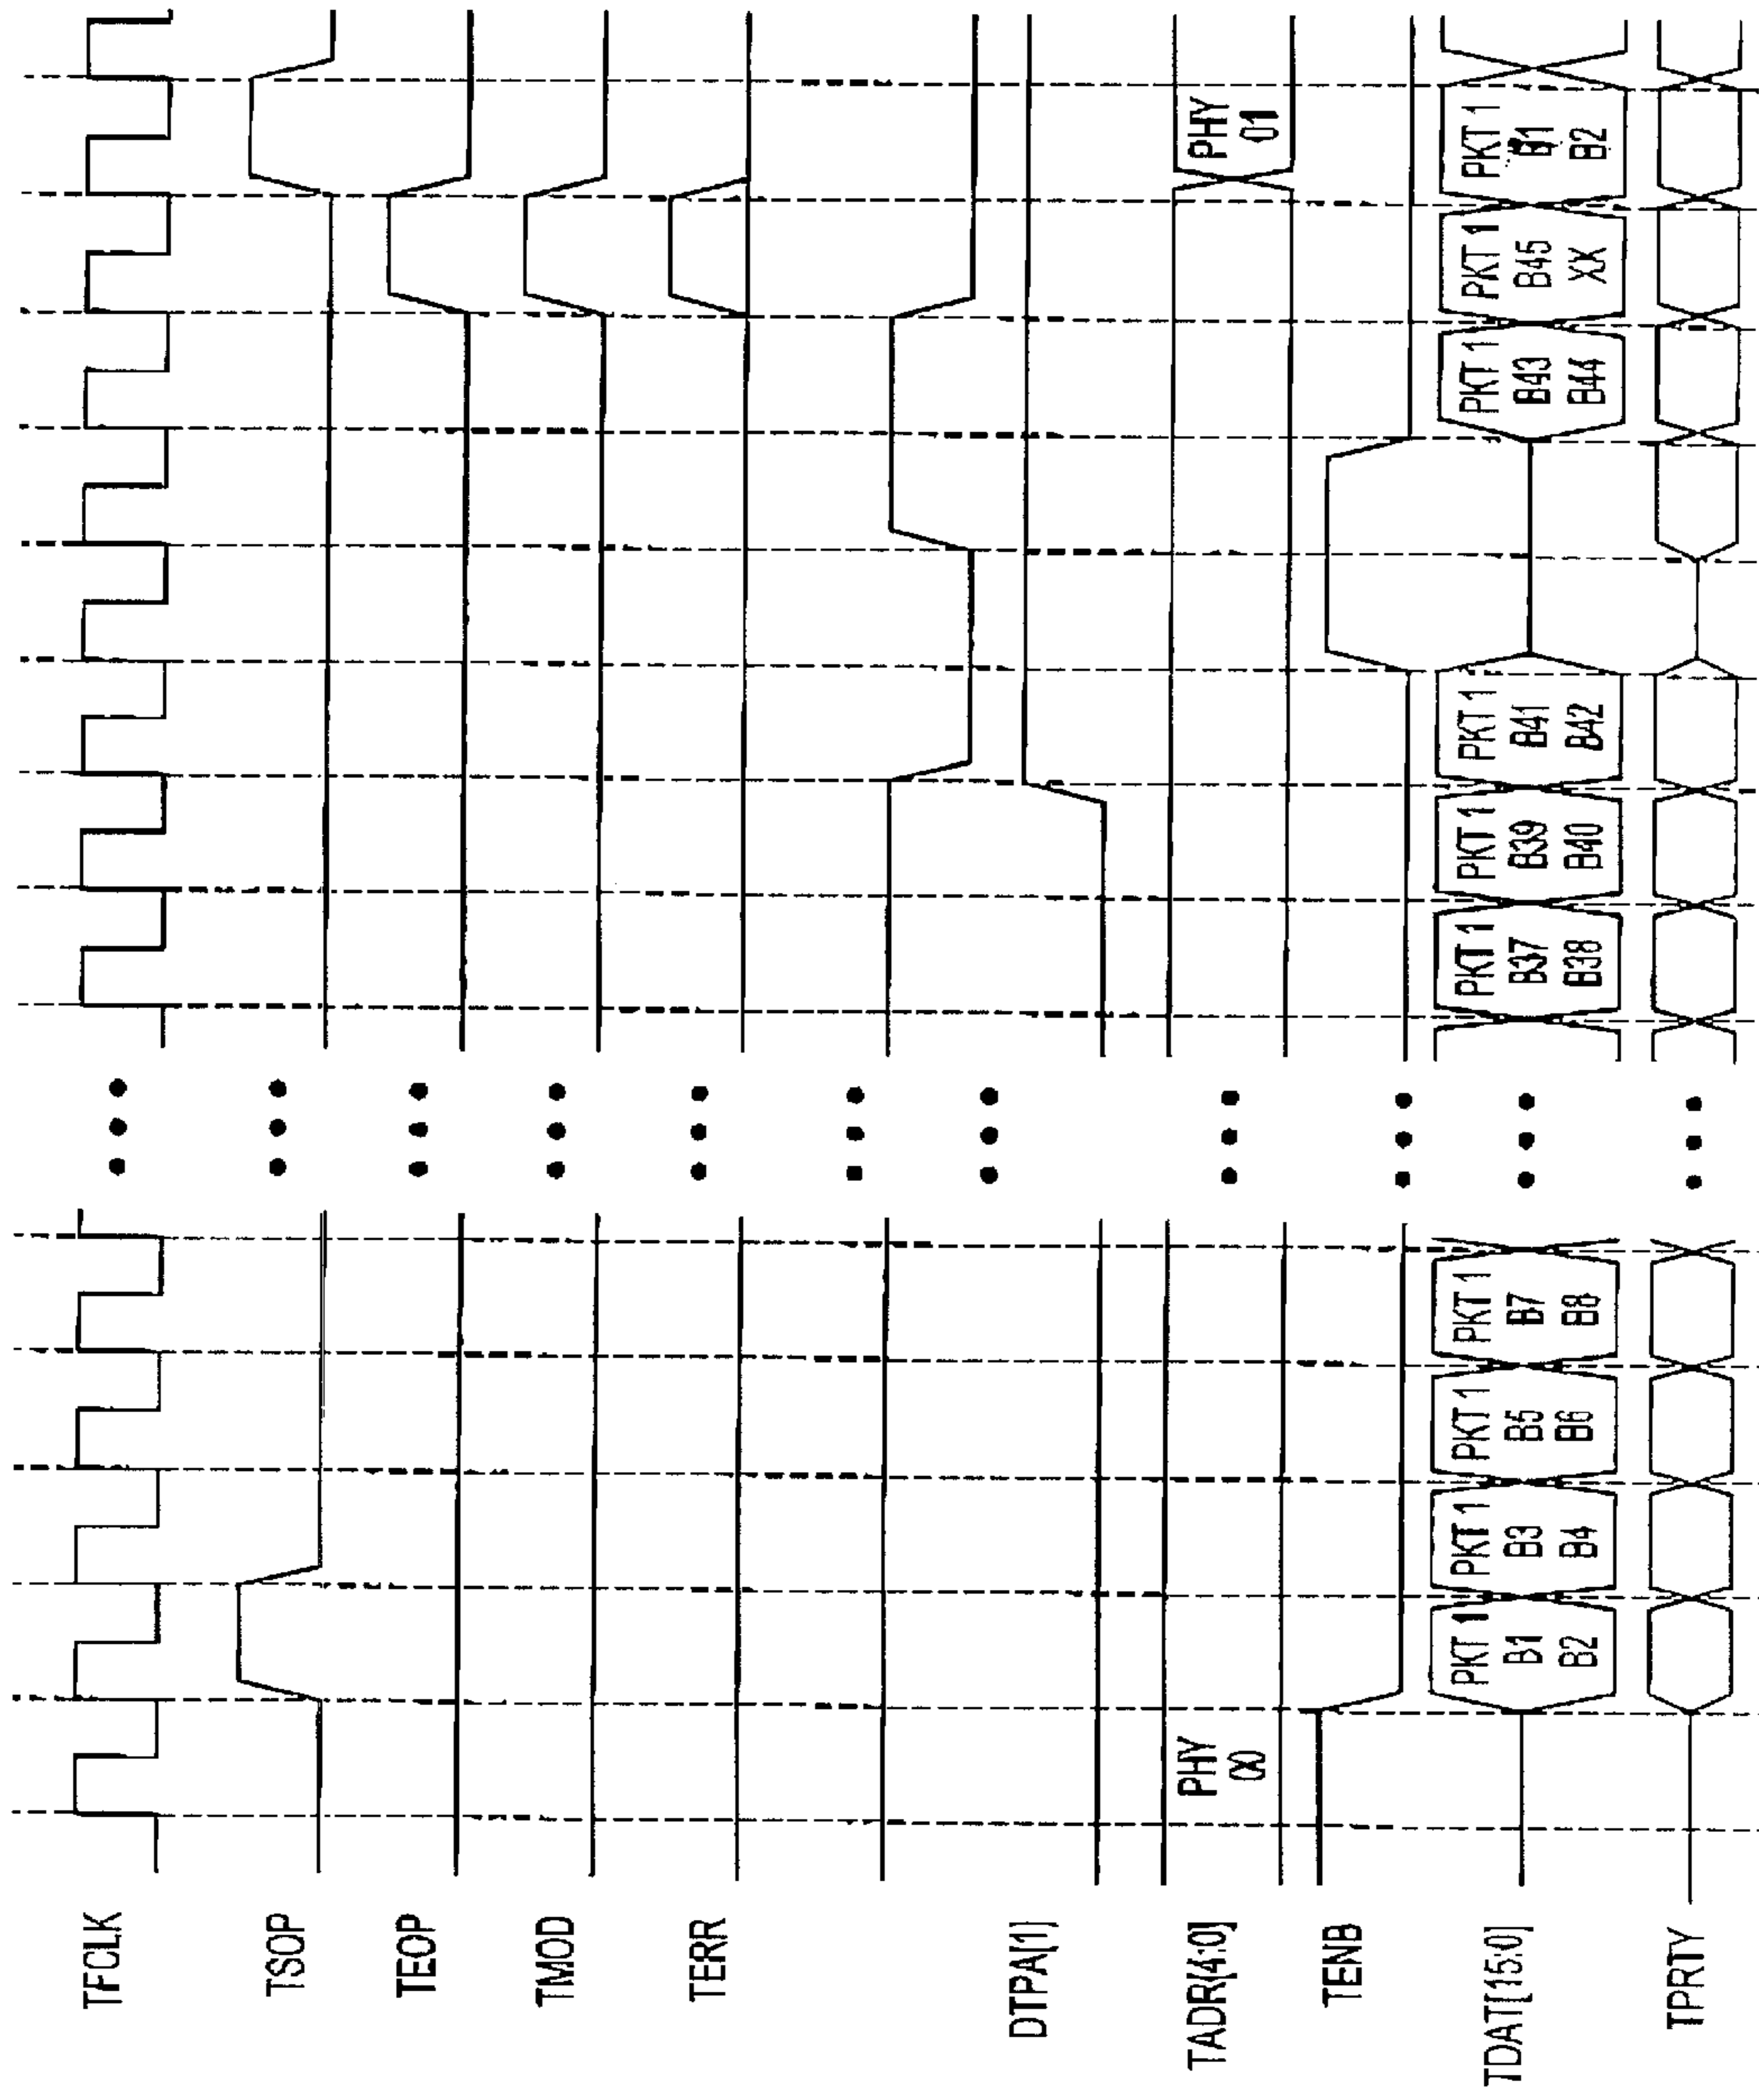 TFCLK
TSOP
TEOP
TMOD
TERR
DTPA[1]
TADR[4:0]
PHY
00
PHY
01
TENB
TDAT[15:0]
PKT 1
B1
B2
PKT 1
B3
B4
PKT 1
B5
B6
PKT 1
B7
B8
PKT 1
B37
B38
PKT 1
B39
B40
PKT 1
B41
B42
PKT 1
B43
B44
PKT 1
B45
XX
PKT 1
B1
B2
TPRTY